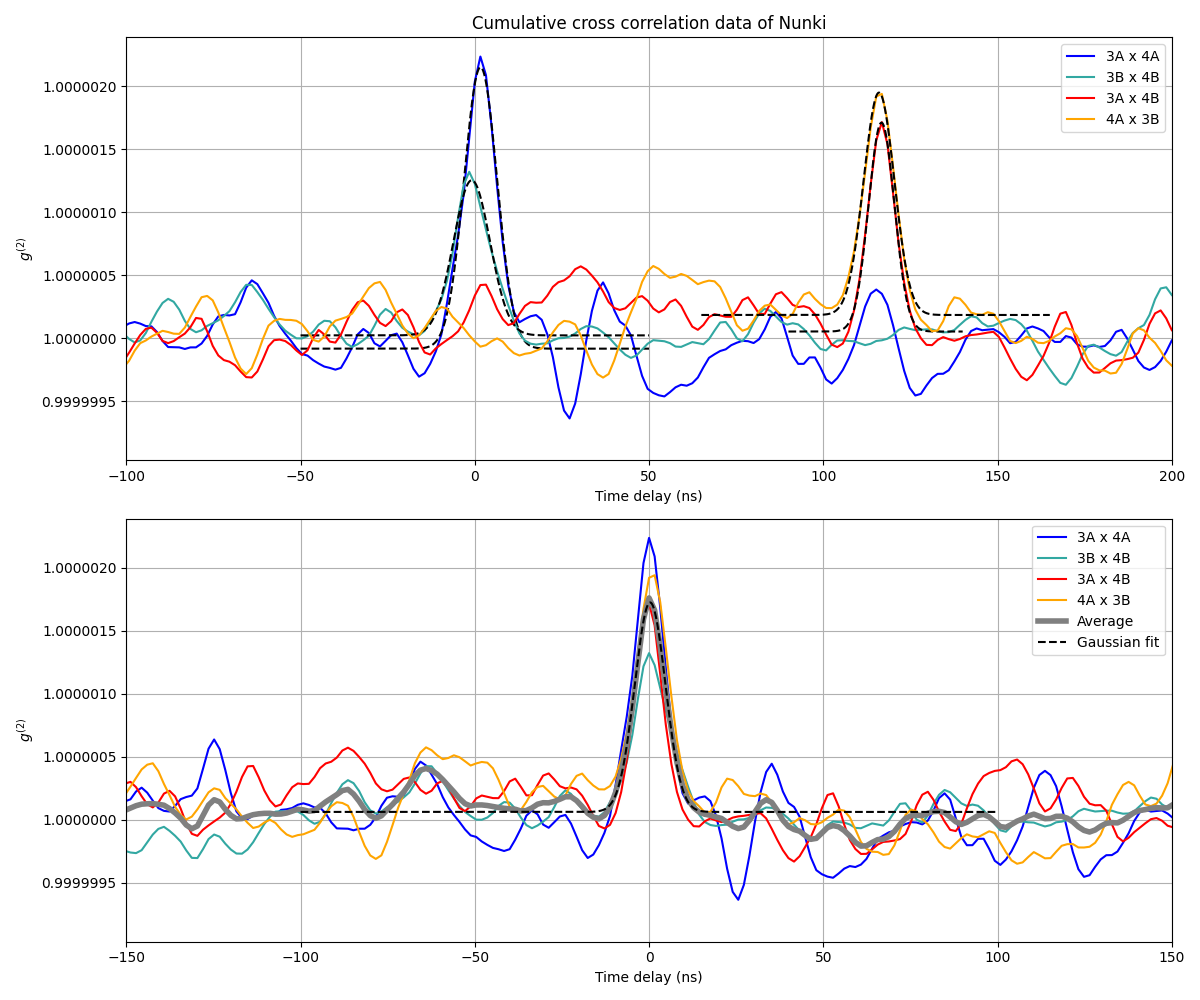 Cumulative cross correlation data of Nunki
g(2)
1.0000020
1.0000015
1.0000010
1.0000005
1.0000000
0.9999995
3A x 4A
3B x 4B
3A x 4B
4A x 3B
−100 −50 0 50 100 150 200
Time delay (ns)
g(2)
1.0000020
1.0000015
1.0000010
1.0000005
1.0000000
0.9999995
3A x 4A
3B x 4B
3A x 4B
4A x 3B
Average
Gaussian fit
−150 −100 −50 0 50 100 150
Time delay (ns)